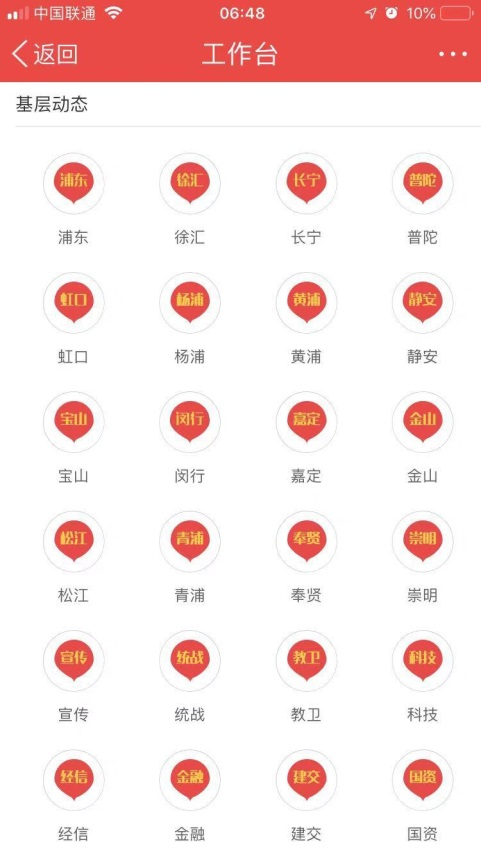 中国联通 06:48 10%
返回 工作台
基层动态
浦东 徐汇 长宁 普陀
浦东 徐汇 长宁 普陀
虹口 杨浦 黄浦 静安
虹口 杨浦 黄浦 静安
宝山 闵行 嘉定 金山
宝山 闵行 嘉定 金山
松江 青浦 奉贤 崇明
松江 青浦 奉贤 崇明
宣传 统战 教卫 科技
宣传 统战 教卫 科技
经信 金融 建交 国资
经信 金融 建交 国资